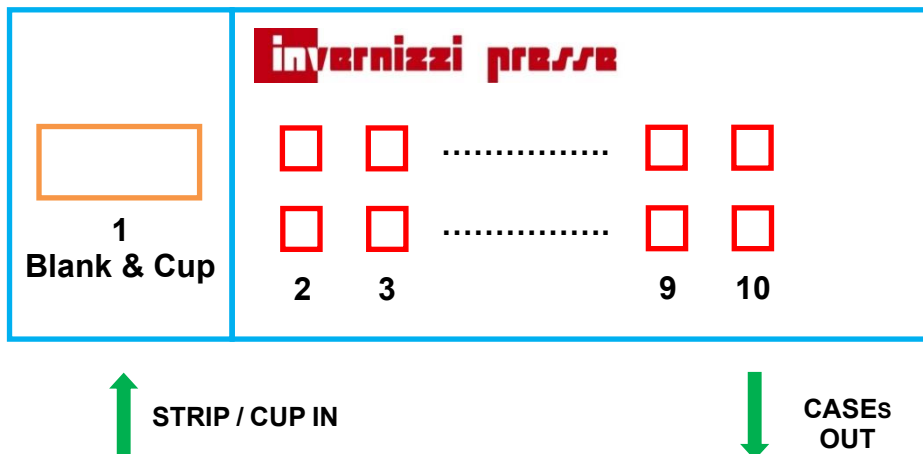 invernizzi presse
................
................
1
Blank & Cup
2 3 9 10
STRIP / CUP IN
CASEs
OUT